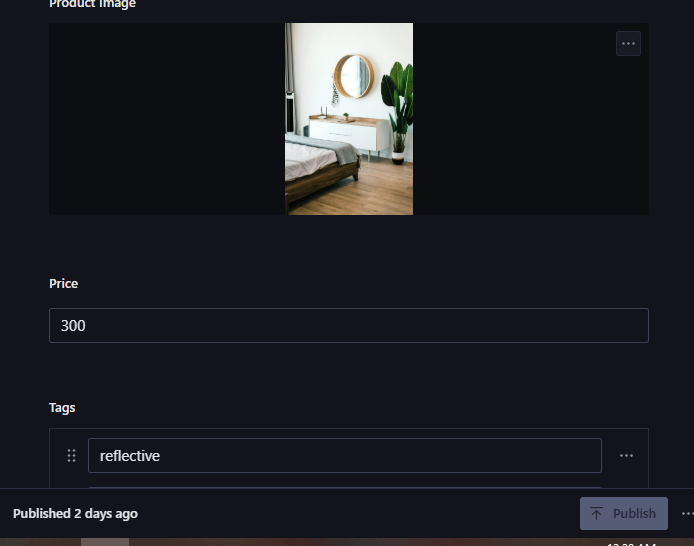 Product Image
Price
300
Tags
reflective
Published 2 days ago
Publish